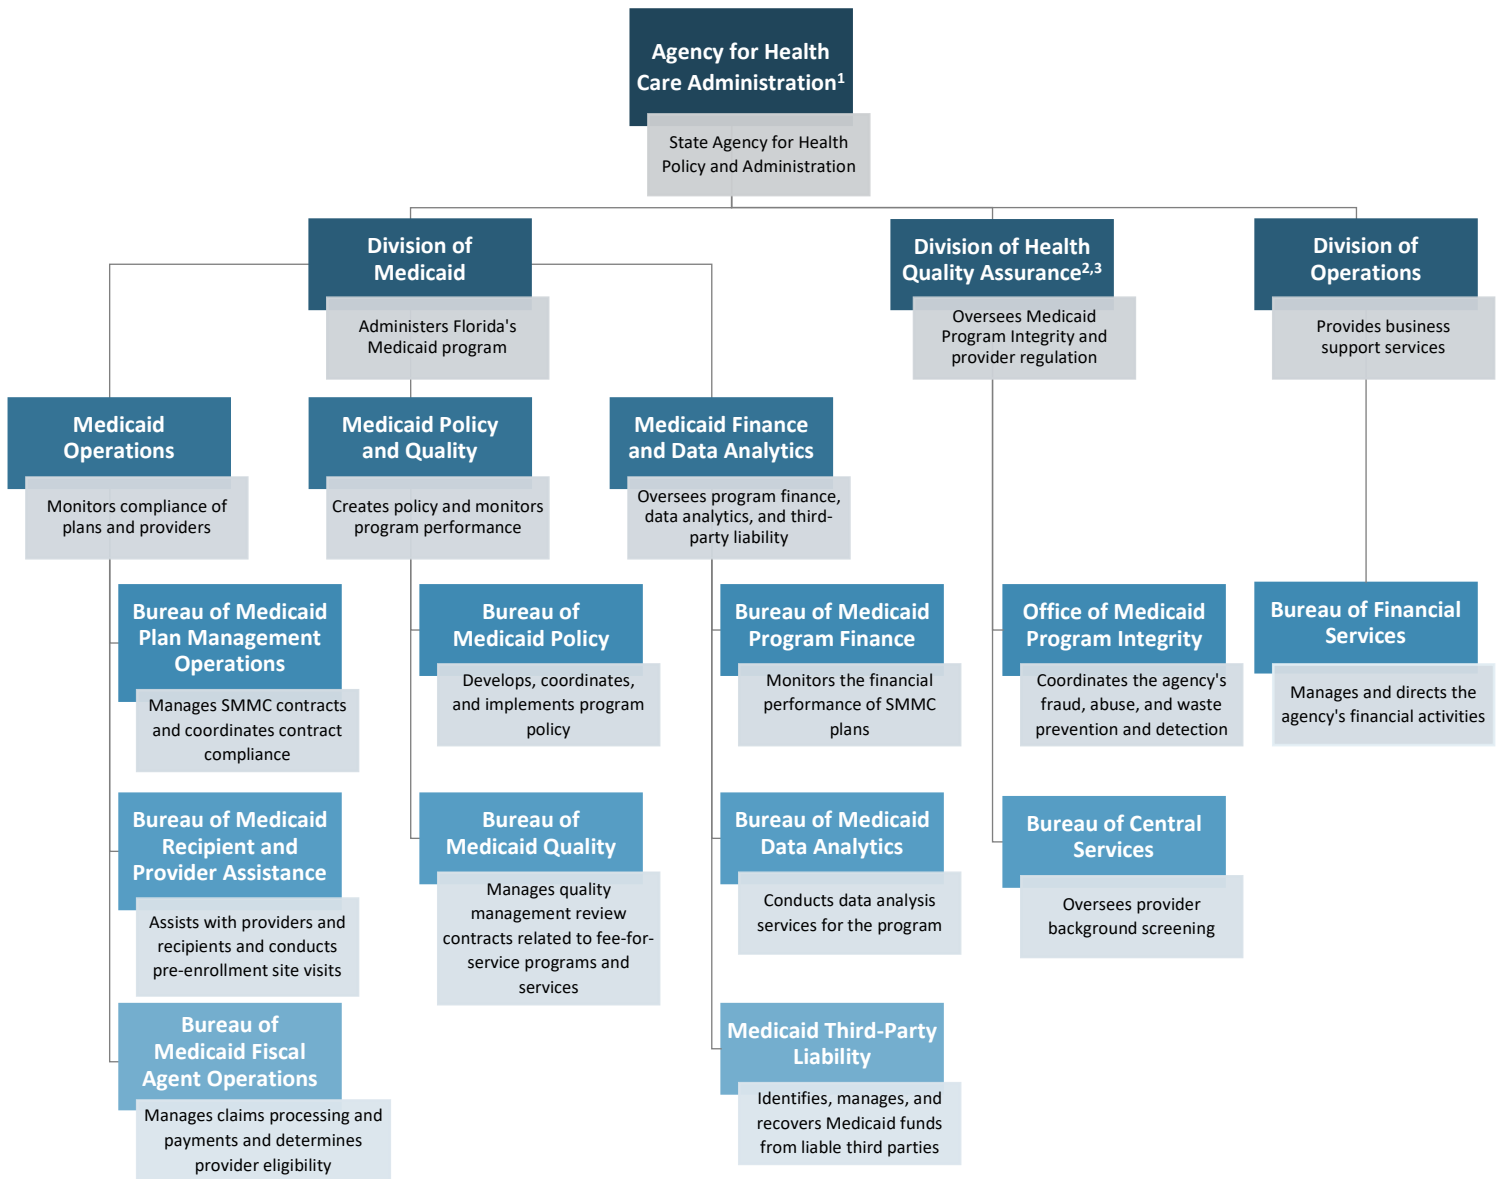 Agency for Health
Care Administration1
State Agency for Health
Policy and Administration
Division of
Medicaid
Administers Florida's
Medicaid program
Division of Health
Quality Assurance2,3
Oversees Medicaid
Program Integrity and
provider regulation
Division of
Operations
Provides business
support services
Medicaid
Operations
Monitors compliance of
plans and providers
Medicaid Policy
and Quality
Creates policy and monitors
program performance
Medicaid Finance
and Data Analytics
Oversees program finance,
data analytics, and third-
party liability
Bureau of Medicaid
Plan Management
Operations
Manages SMMC contracts
and coordinates contract
compliance
Bureau of
Medicaid Policy
Develops, coordinates,
and implements program
policy
Bureau of Medicaid
Program Finance
Monitors the financial
performance of SMMC
plans
Office of Medicaid
Program Integrity
Coordinates the agency's
fraud, abuse, and waste
prevention and detection
Bureau of Financial
Services
Manages and directs the
agency's financial activities
Bureau of Medicaid
Recipient and
Provider Assistance
Assists with providers and
recipients and conducts
pre-enrollment site visits
Bureau of
Medicaid Quality
Manages quality
management review
contracts related to fee-for-
service programs and
services
Bureau of Medicaid
Data Analytics
Conducts data analysis
services for the program
Bureau of Central
Services
Oversees provider
background screening
Bureau of
Medicaid Fiscal
Agent Operations
Manages claims processing and
payments and determines
provider eligibility
Medicaid Third-Party
Liability
Identifies, manages, and
recovers Medicaid funds
from liable third parties